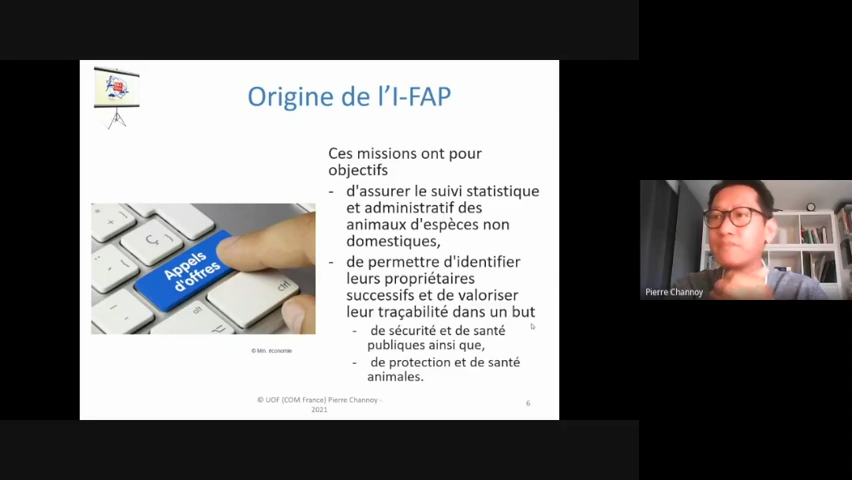 Origine de l'I-FAP
Ces missions ont pour
objectifs
- d'assurer le suivi statistique
et administratif des
animaux d'espèces non
domestiques,
- de permettre d'identifier
leurs propriétaires
successifs et de valoriser
leur traçabilité dans un but
- de sécurité et de santé
publiques ainsi que,
- de protection et de santé
animales.
Appels
d'offres
ctrl
Ç
© Min. économie
© UOF (COM France) Pierre Channoy -
2021
6
Pierre Channoy